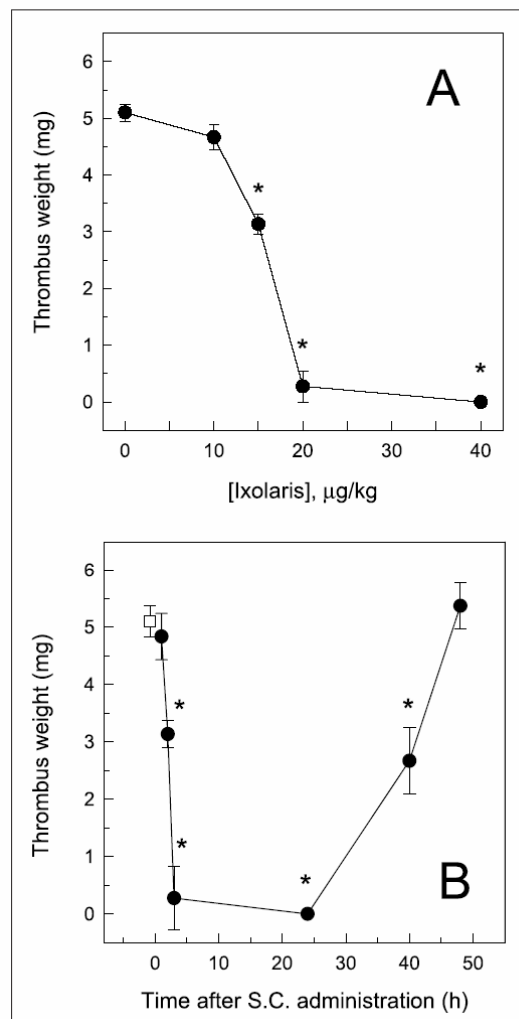 A
Thrombus weight (mg)
6
5
4
3
2
1
0
*
*
*
0 10 20 30 40
[Ixolaris], μg/kg
B
Thrombus weight (mg)
6
5
4
3
2
1
0
*
*
*
*
0 10 20 30 40 50
Time after S.C. administration (h)